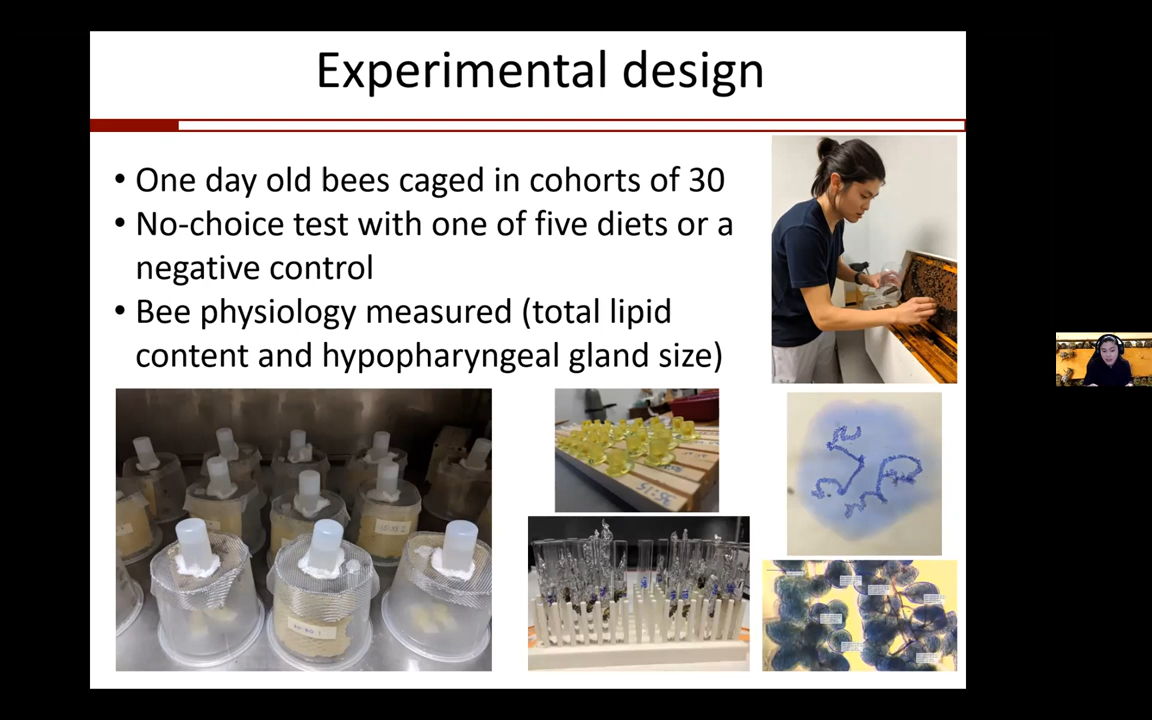 Experimental design
• One day old bees caged in cohorts of 30
• No-choice test with one of five diets or a
negative control
• Bee physiology measured (total lipid
content and hypopharyngeal gland size)